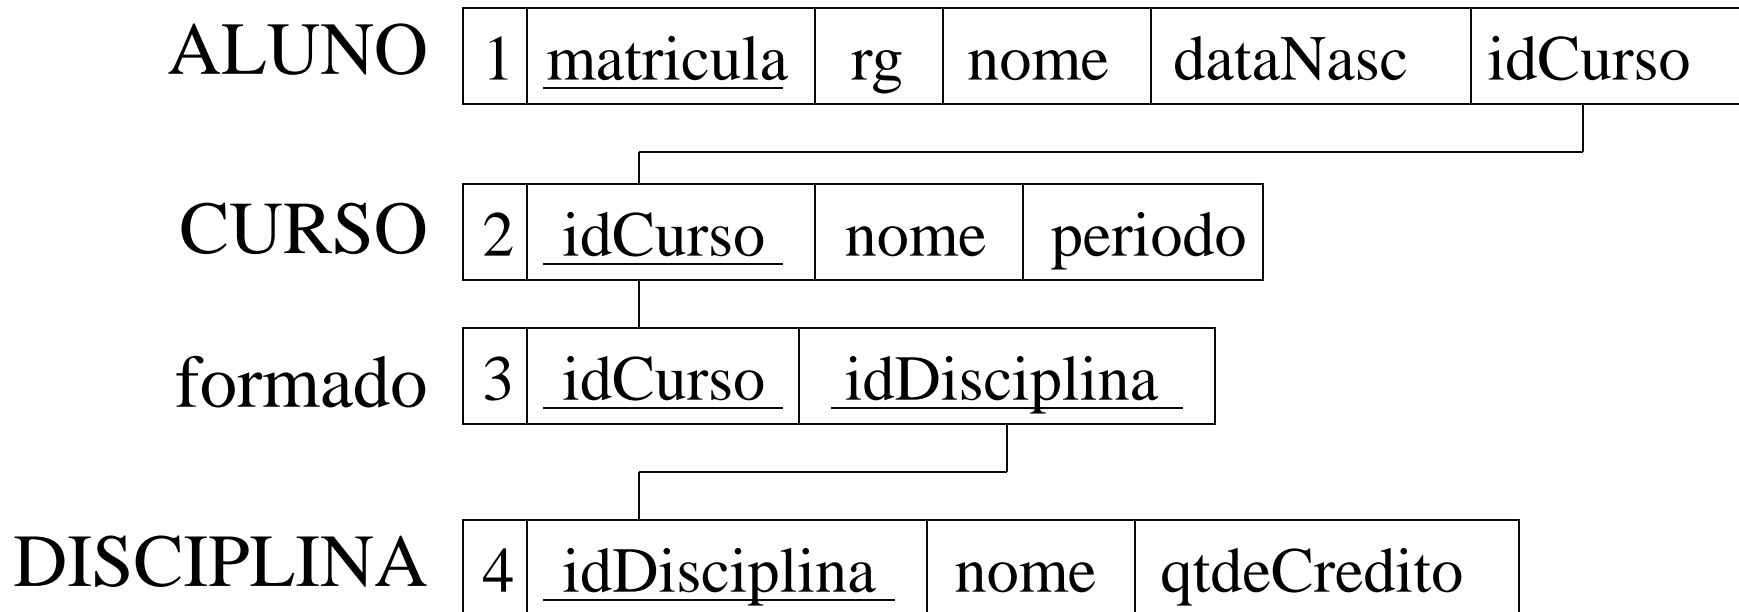 ALUNO 1 matricula rg nome dataNasc idCurso
CURSO 2 idCurso nome periodo
formado 3 idCurso idDisciplina
DISCIPLINA 4 idDisciplina nome qtdeCredito